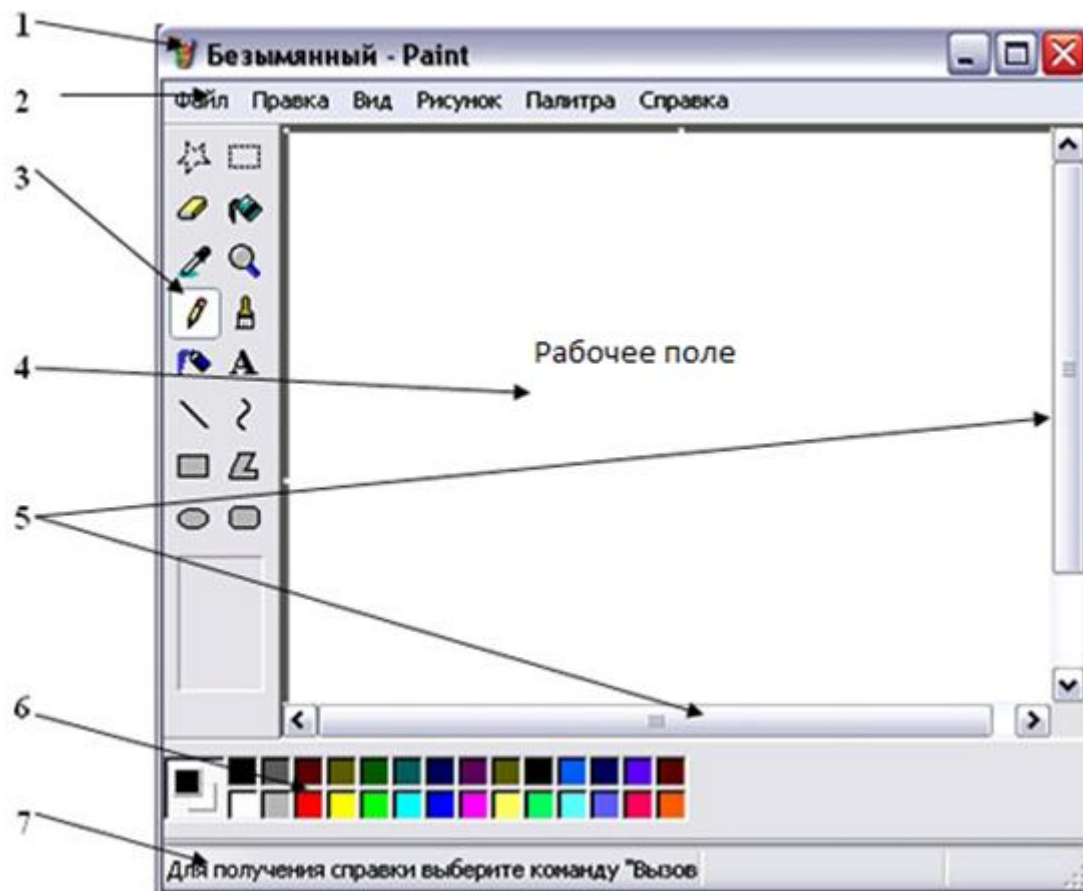 1
Безымянный - Paint
2
Файл Правка Вид Рисунок Палитра Справка
3
A
Рабочее поле
4
5
6
7
Для получения справки выберите команду "Вызов